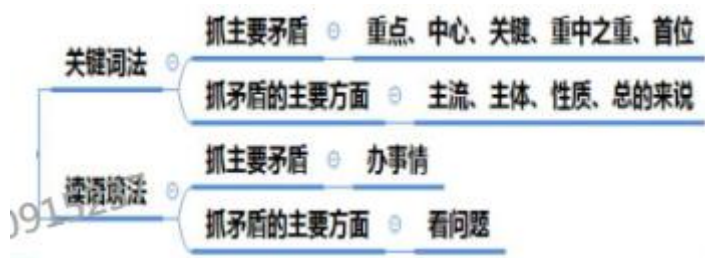 关键词法
抓主要矛盾
重点、中心、关键、重中之重、首位
抓矛盾的主要方面
主流、主体、性质、总的来说
读语境法
抓主要矛盾
办事情
抓矛盾的主要方面
看问题